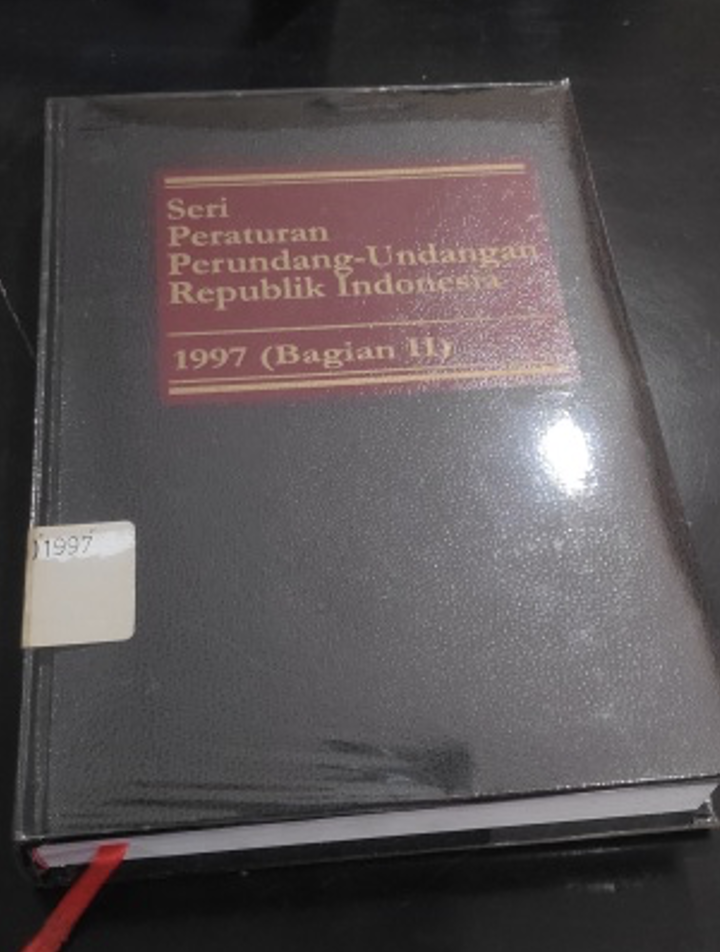 Seri
Peraturan
Perundang-Undangan
Republik Indonesia
1997 (Bagian II)
)1997